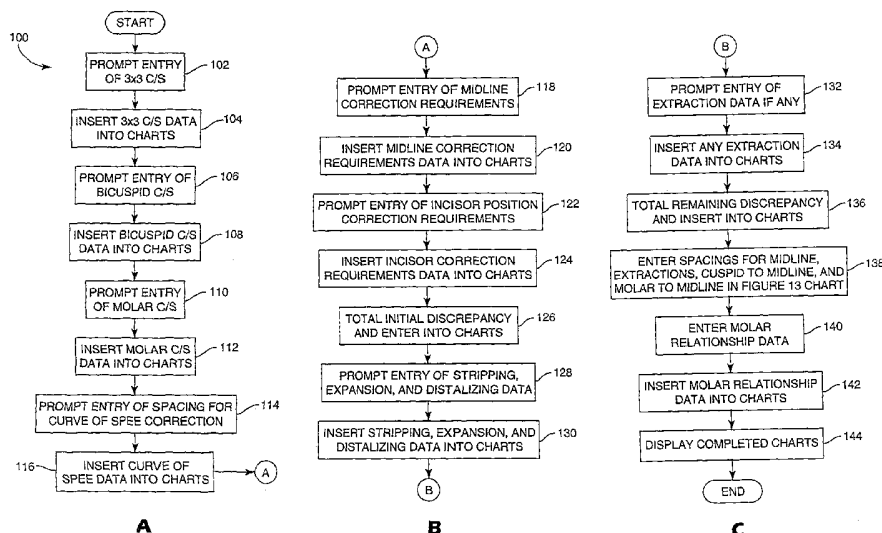 START
100
PROMPT ENTRY
OF 3x3 C/S
102
INSERT 3x3 C/S DATA
INTO CHARTS
104
PROMPT ENTRY OF
BICUSPID C/S
106
INSERT BICUSPID C/S
DATA INTO CHARTS
108
PROMPT ENTRY
OF MOLAR C/S
110
INSERT MOLAR C/S
DATA INTO CHARTS
112
PROMPT ENTRY OF SPACING FOR
CURVE OF SPEE CORRECTION
114
116
INSERT CURVE OF
SPEE DATA INTO CHARTS
A
A
A
PROMPT ENTRY OF MIDLINE
CORRECTION REQUIREMENTS
118
INSERT MIDLINE CORRECTION
REQUIREMENTS DATA INTO CHARTS
120
PROMPT ENTRY OF INCISOR POSITION
CORRECTION REQUIREMENTS
122
INSERT INCISOR CORRECTION
REQUIREMENTS DATA INTO CHARTS
124
TOTAL INITIAL DISCREPANCY
AND ENTER INTO CHARTS
126
PROMPT ENTRY OF STRIPPING,
EXPANSION, AND DISTALIZING DATA
128
INSERT STRIPPING, EXPANSION, AND
DISTALIZING DATA INTO CHARTS
130
B
B
B
PROMPT ENTRY OF
EXTRACTION DATA IF ANY
132
INSERT ANY EXTRACTION
DATA INTO CHARTS
134
TOTAL REMAINING DISCREPANCY
AND INSERT INTO CHARTS
136
ENTER SPACINGS FOR MIDLINE,
EXTRACTIONS, CUSPID TO MIDLINE, AND
MOLAR TO MIDLINE IN FIGURE 13 CHART
138
ENTER MOLAR
RELATIONSHIP DATA
140
INSERT MOLAR RELATIONSHIP
DATA INTO CHARTS
142
DISPLAY COMPLETED CHARTS
144
END
C